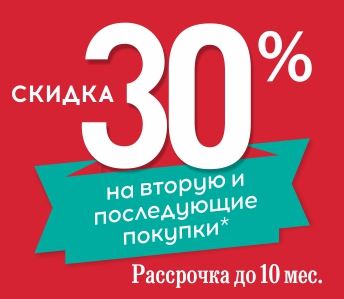 СКИДКА 30%
на вторую и
последующие
покупки*
Рассрочка до 10 мес.